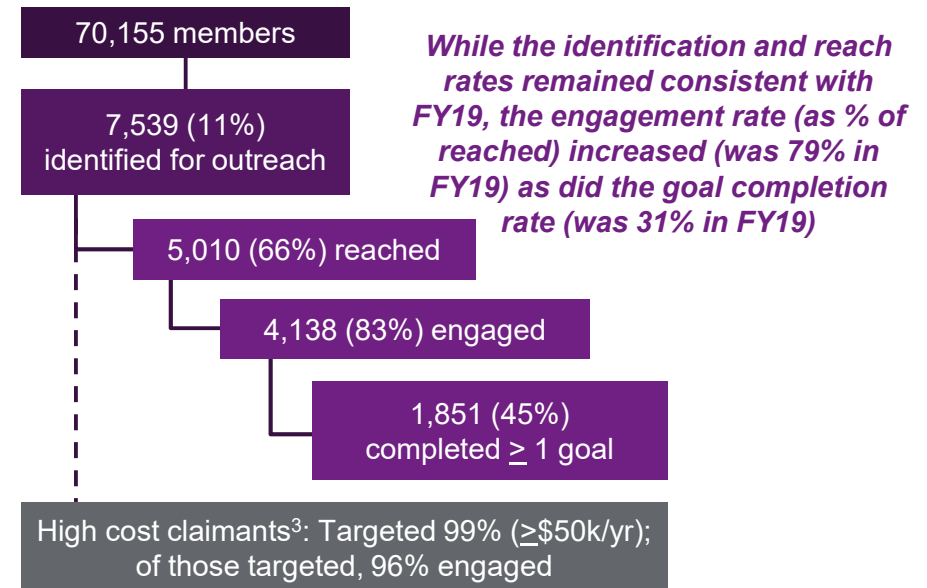 70,155 members
While the identification and reach
rates remained consistent with
FY19, the engagement rate (as % of
reached) increased (was 79% in
FY19) as did the goal completion
rate (was 31% in FY19)
7,539 (11%)
identified for outreach
5,010 (66%) reached
4,138 (83%) engaged
1,851 (45%)
completed ≥ 1 goal
High cost claimants³: Targeted 99% (≥$50k/yr);
of those targeted, 96% engaged